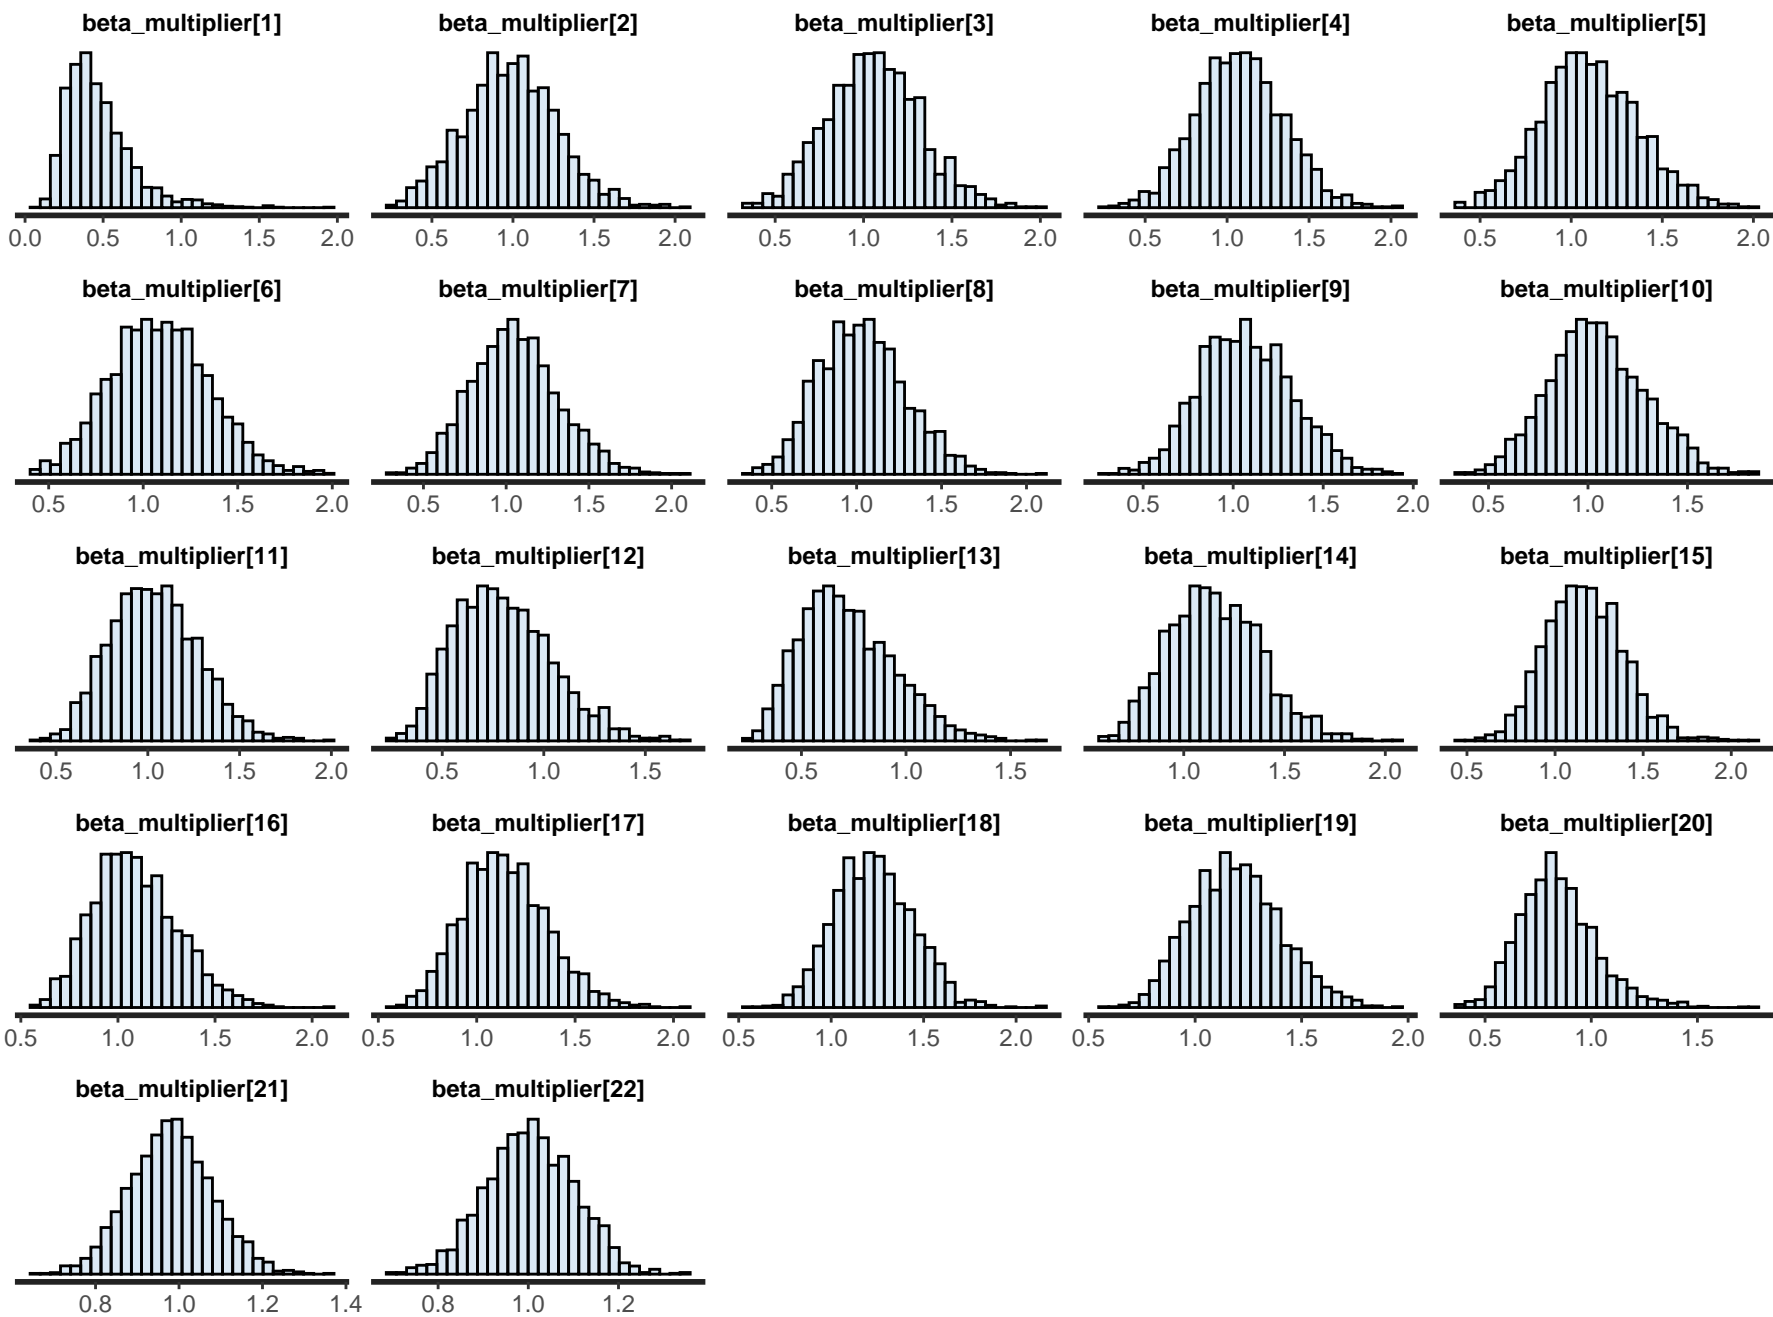 beta_multiplier[1] beta_multiplier[2] beta_multiplier[3] beta_multiplier[4] beta_multiplier[5]
0.0 0.5 1.0 1.5 2.0 0.5 1.0 1.5 2.0 0.5 1.0 1.5 2.0 0.5 1.0 1.5 2.0 0.5 1.0 1.5 2.0
beta_multiplier[6] beta_multiplier[7] beta_multiplier[8] beta_multiplier[9] beta_multiplier[10]
0.5 1.0 1.5 2.0 0.5 1.0 1.5 2.0 0.5 1.0 1.5 2.0 0.5 1.0 1.5 2.0 0.5 1.0 1.5
beta_multiplier[11] beta_multiplier[12] beta_multiplier[13] beta_multiplier[14] beta_multiplier[15]
0.5 1.0 1.5 2.0 0.5 1.0 1.5 0.5 1.0 1.5 1.0 1.5 2.0 0.5 1.0 1.5 2.0
beta_multiplier[16] beta_multiplier[17] beta_multiplier[18] beta_multiplier[19] beta_multiplier[20]
0.5 1.0 1.5 2.0 0.5 1.0 1.5 2.0 0.5 1.0 1.5 2.0 0.5 1.0 1.5 2.0 0.5 1.0 1.5
beta_multiplier[21] beta_multiplier[22]
0.8 1.0 1.2 1.4 0.8 1.0 1.2